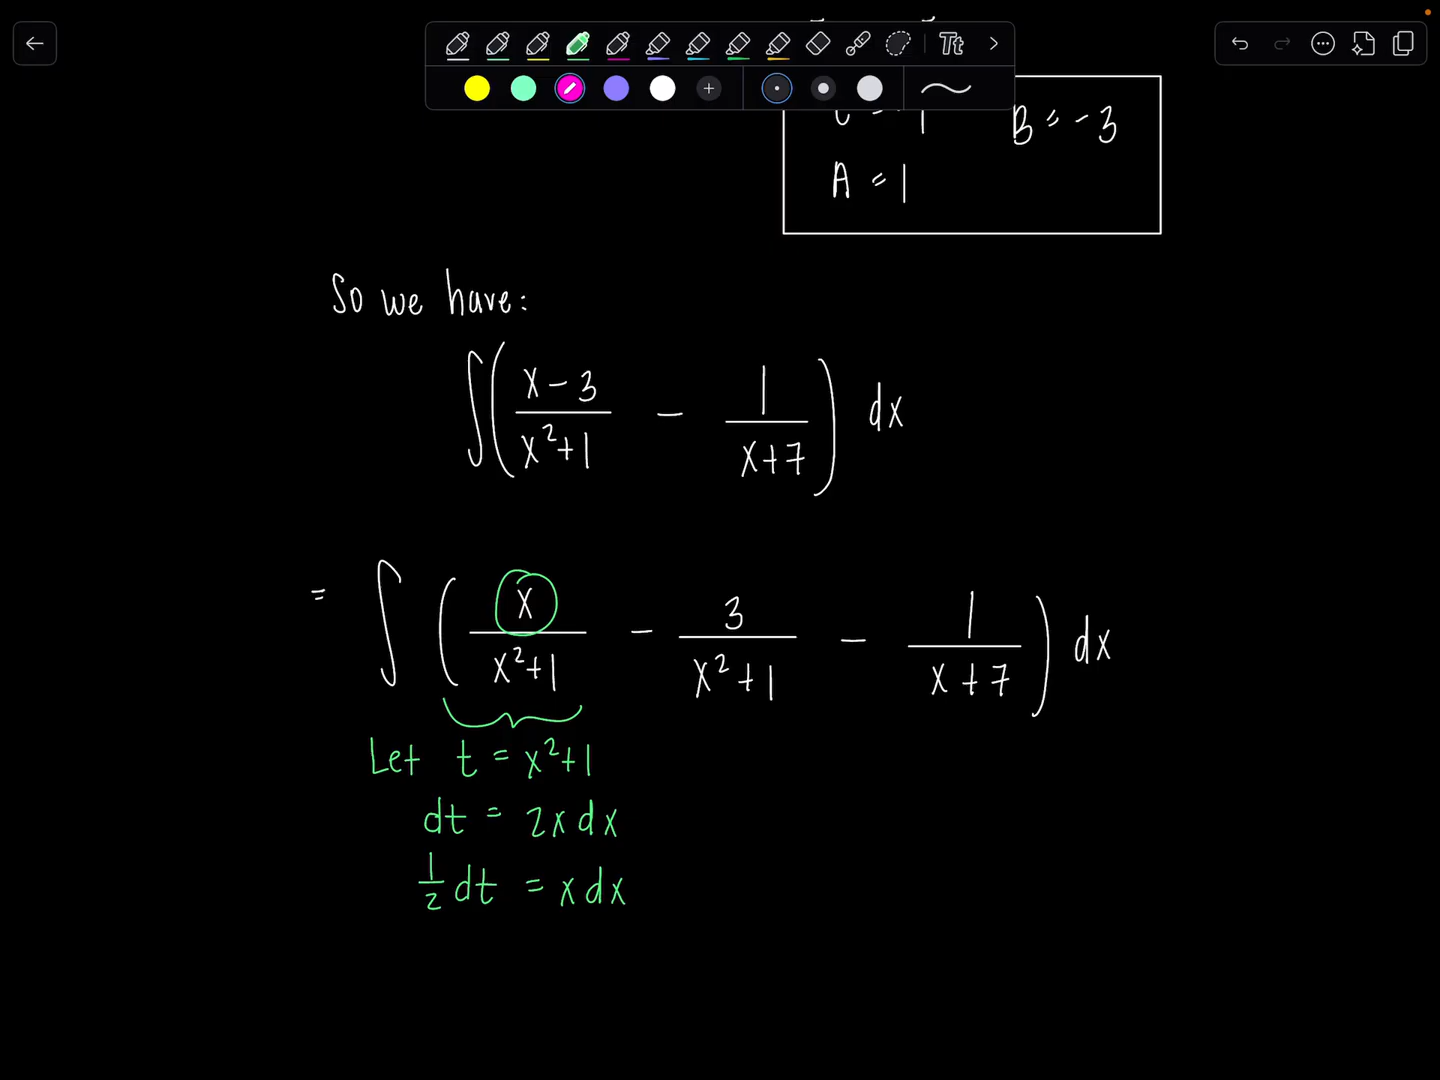 Tt
B = -3
A = 1
So we have:
∫( (x-3)/(x²+1) - 1/(x+7) ) dx
= ∫ ( x/(x²+1) - 3/(x²+1) - 1/(x+7) ) dx
Let t = x²+1
dt = 2x dx
1/2 dt = x dx